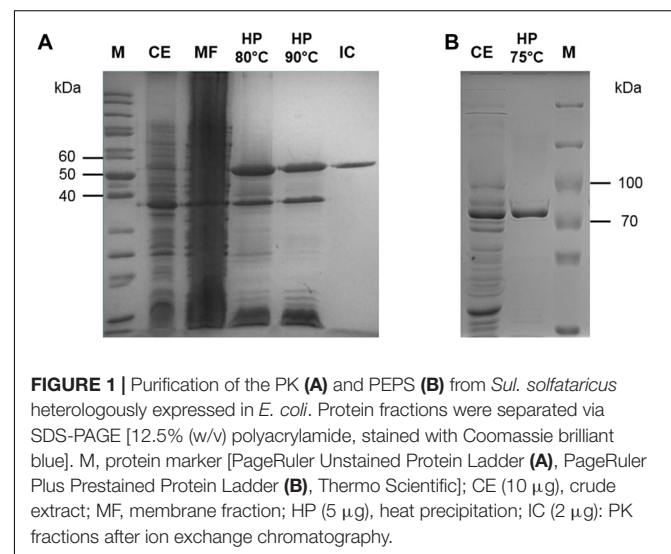 A
B
M CE MF HP 80°C HP 90°C IC
CE HP 75°C M
kDa
60
50
40
kDa
100
70
FIGURE 1 | Purification of the PK (A) and PEPS (B) from Sul. solfataricus
heterologously expressed in E. coli. Protein fractions were separated via
SDS-PAGE [12.5% (w/v) polyacrylamide, stained with Coomassie brilliant
blue]. M, protein marker [PageRuler Unstained Protein Ladder (A), PageRuler
Plus Prestained Protein Ladder (B), Thermo Scientific]; CE (10 μg), crude
extract; MF, membrane fraction; HP (5 μg), heat precipitation; IC (2 μg): PK
fractions after ion exchange chromatography.